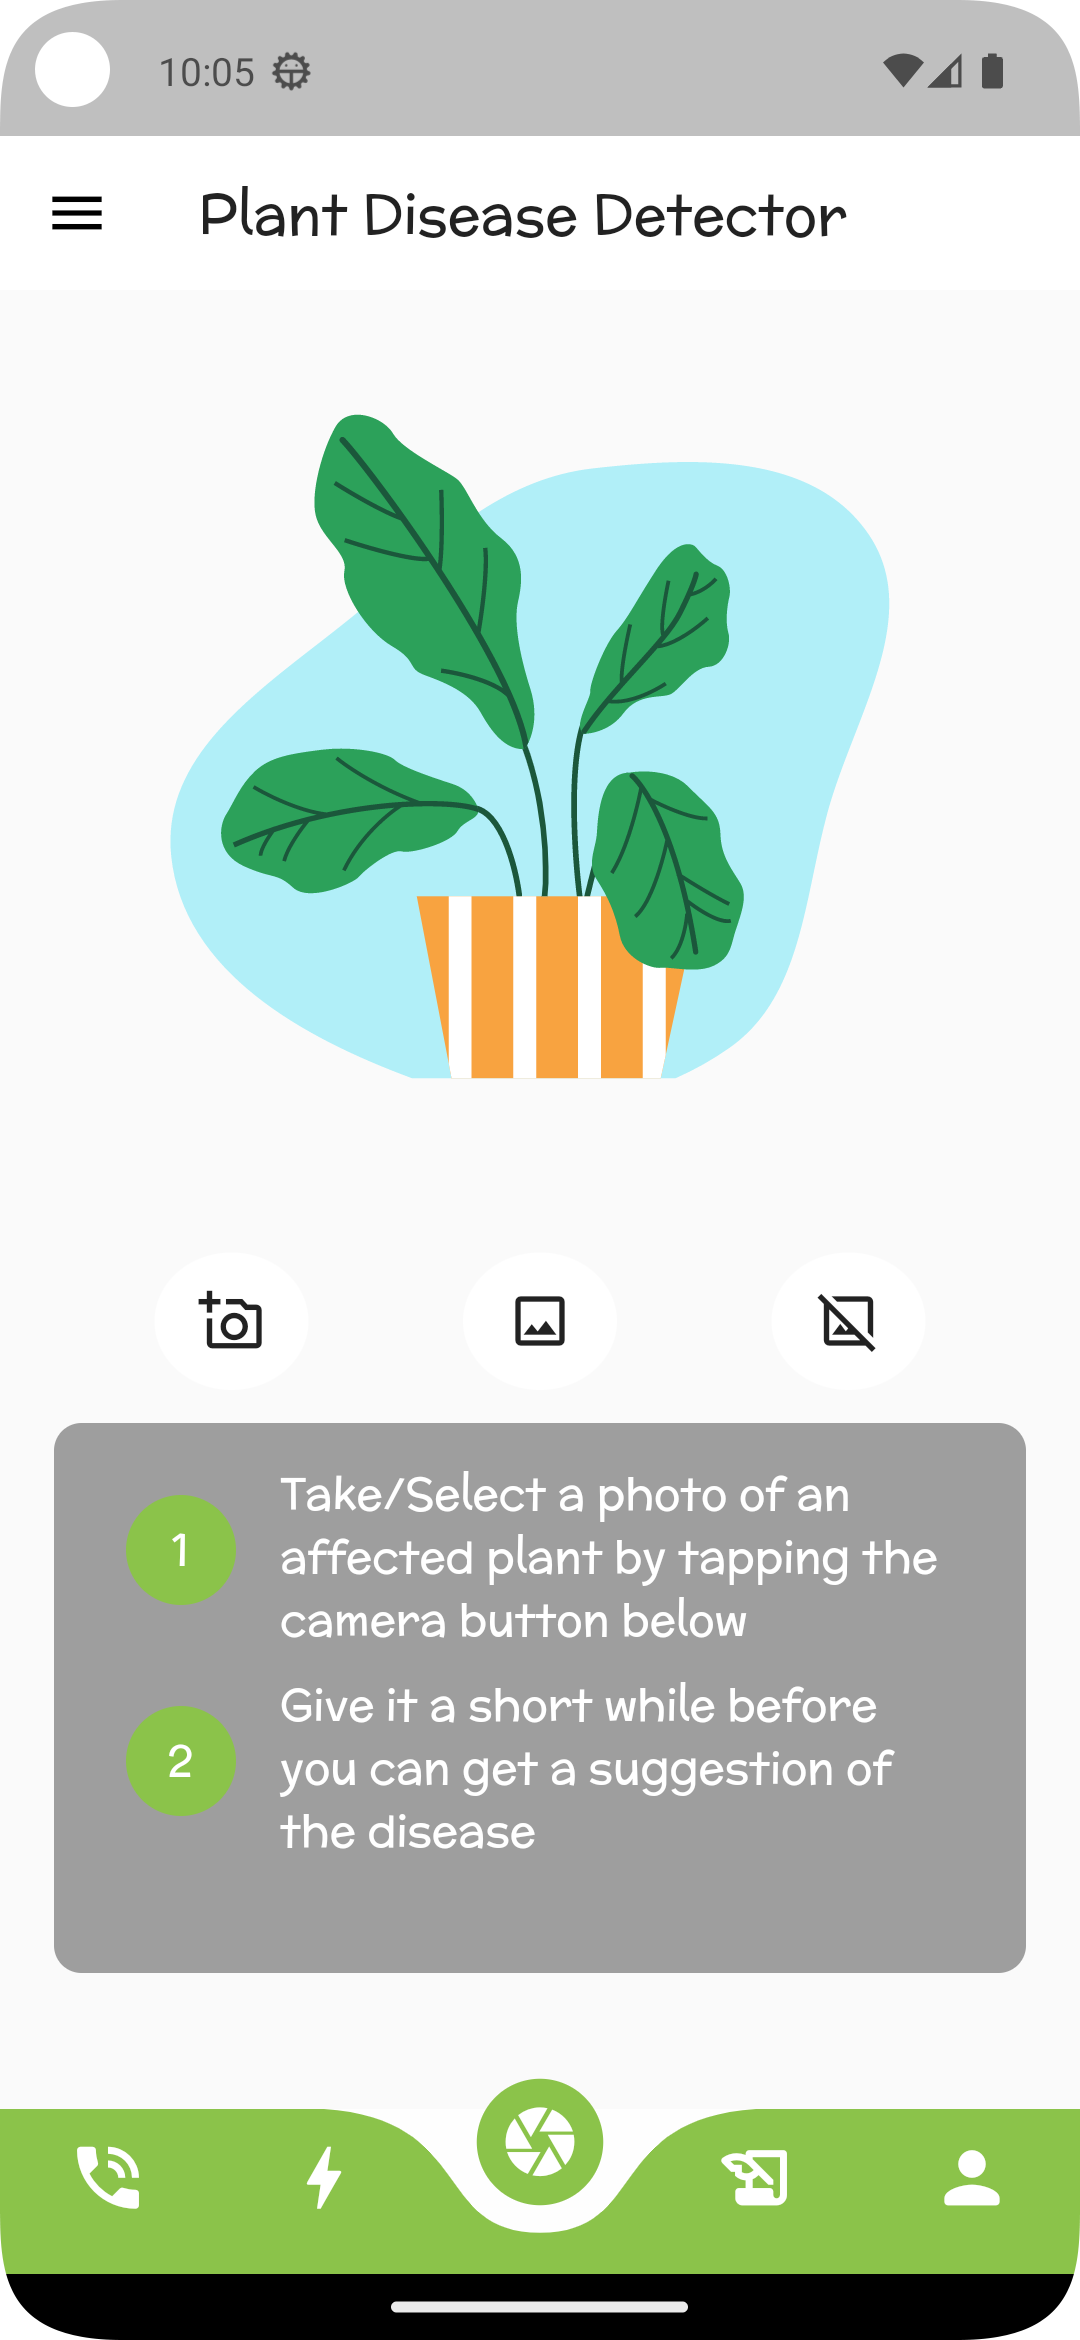 10:05
Plant Disease Detector
1
Take/Select a photo of an
affected plant by tapping the
camera button below
2
Give it a short while before
you can get a suggestion of
the disease